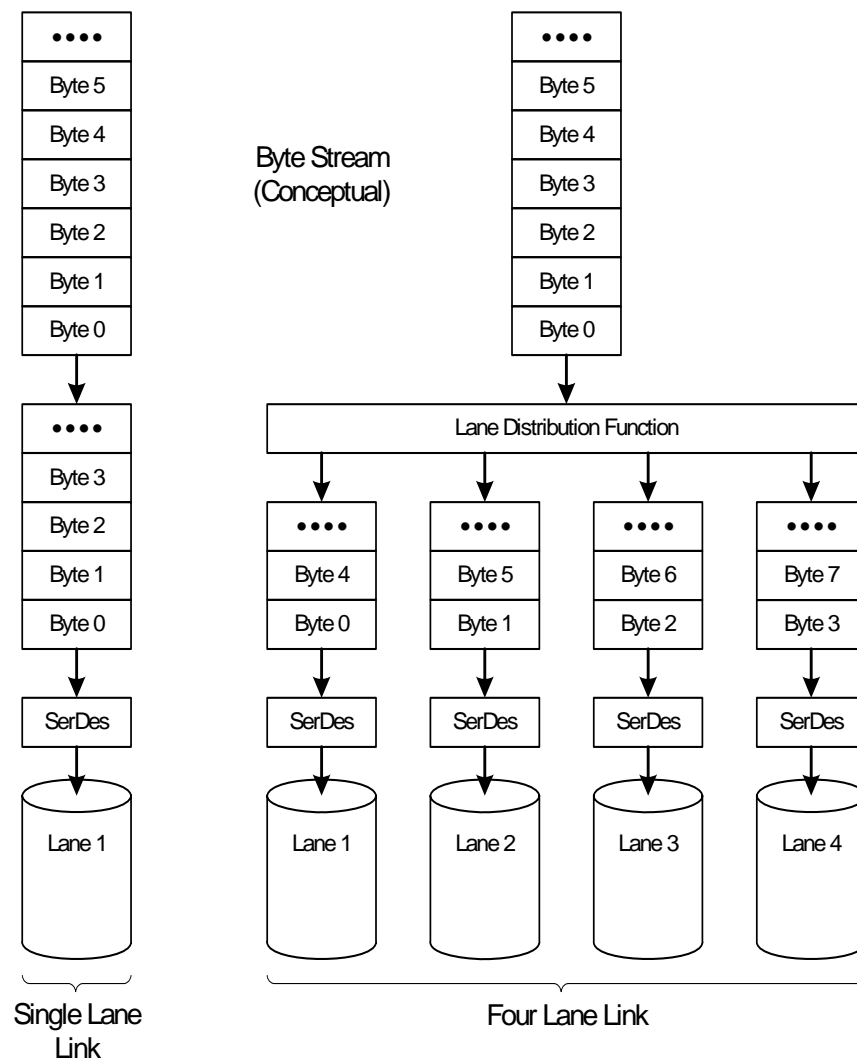 ••••
Byte 5
Byte 4
Byte 3
Byte 2
Byte 1
Byte 0
••••
Byte 3
Byte 2
Byte 1
Byte 0
SerDes
Lane 1
Single Lane
Link
Byte Stream
(Conceptual)
••••
Byte 5
Byte 4
Byte 3
Byte 2
Byte 1
Byte 0
Lane Distribution Function
•••• •••• •••• ••••
Byte 4 Byte 5 Byte 6 Byte 7
Byte 0 Byte 1 Byte 2 Byte 3
SerDes SerDes SerDes SerDes
Lane 1 Lane 2 Lane 3 Lane 4
Four Lane Link